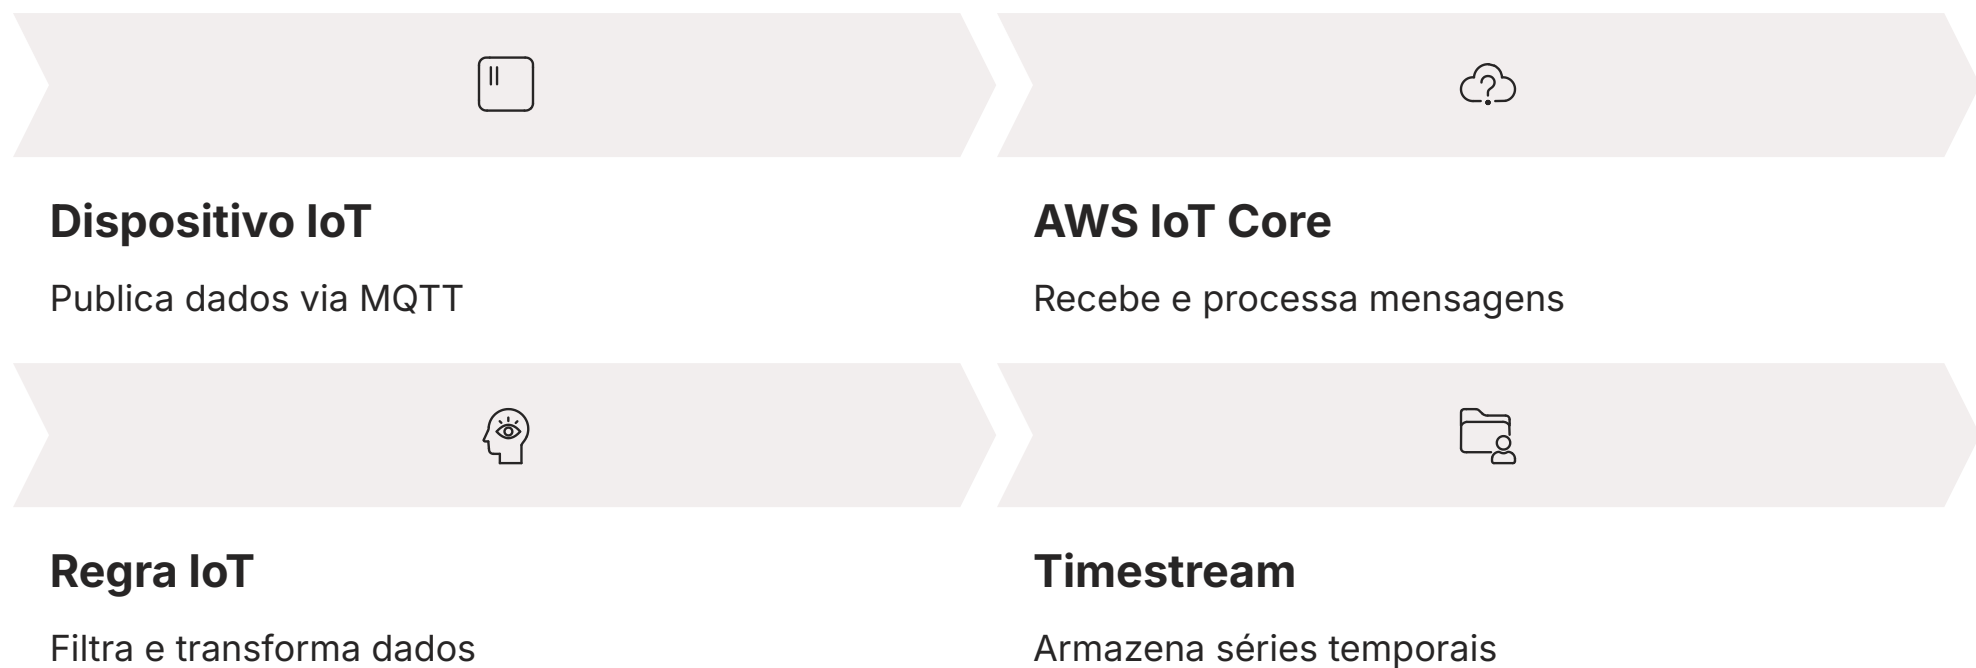 Dispositivo IoT
Publica dados via MQTT
AWS IoT Core
Recebe e processa mensagens
Regra IoT
Filtra e transforma dados
Timestream
Armazena séries temporais